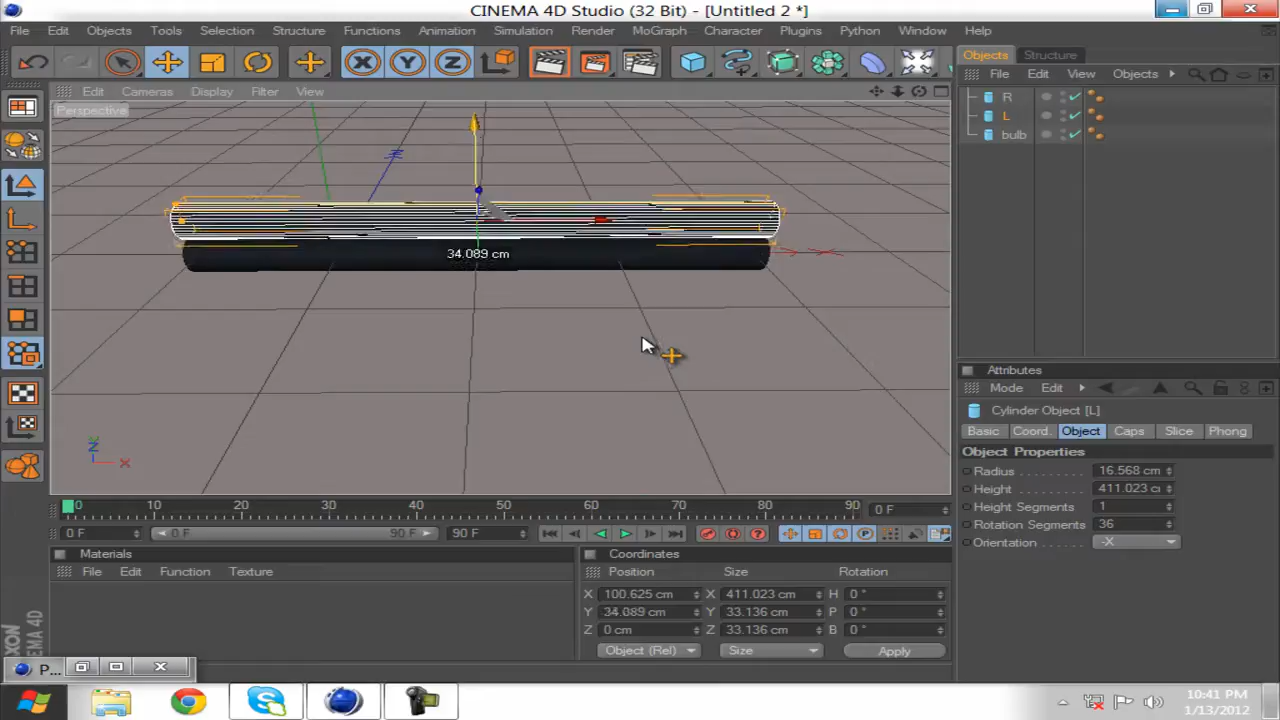 CINEMA 4D Studio (32 Bit) - [Untitled 2 *]
File Edit Objects Tools Selection Structure Functions Animation Simulation Render MoGraph Character Plugins Python Window Help
X Y Z
Objects Structure
File Edit View Objects
R
L
bulb
Edit Cameras Display Filter View
Perspective
34.089 cm
Z
X
Attributes
Mode Edit
Cylinder Object [L]
Basic Coord. Object Caps Slice Phong
Object Properties
Radius 16.568 cm
Height 411.023 c
Height Segments 1
Rotation Segments 36
Orientation -X
0 10 20 30 40 50 60 70 80 90 0 F
0 F 0 F 90 F 90 F
Materials
File Edit Function Texture
Coordinates
Position Size Rotation
X 100.625 cm X 411.023 cm H 0 °
Y 34.089 cm Y 33.136 cm P 0 °
Z 0 cm Z 33.136 cm B 0 °
Object (Rel) Size Apply
XON
CINEMA 4D
P...
10:41 PM
1/13/2012